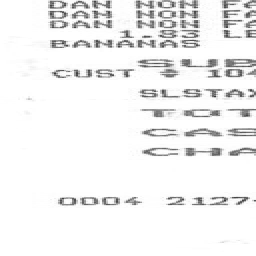 DAN NON FA
DAN NON FA
DAN NON FA
1.83 LE
BANANAS
SUB
CUST # 104
SLSTAX
TOT
CAS
CHA
0004 2127